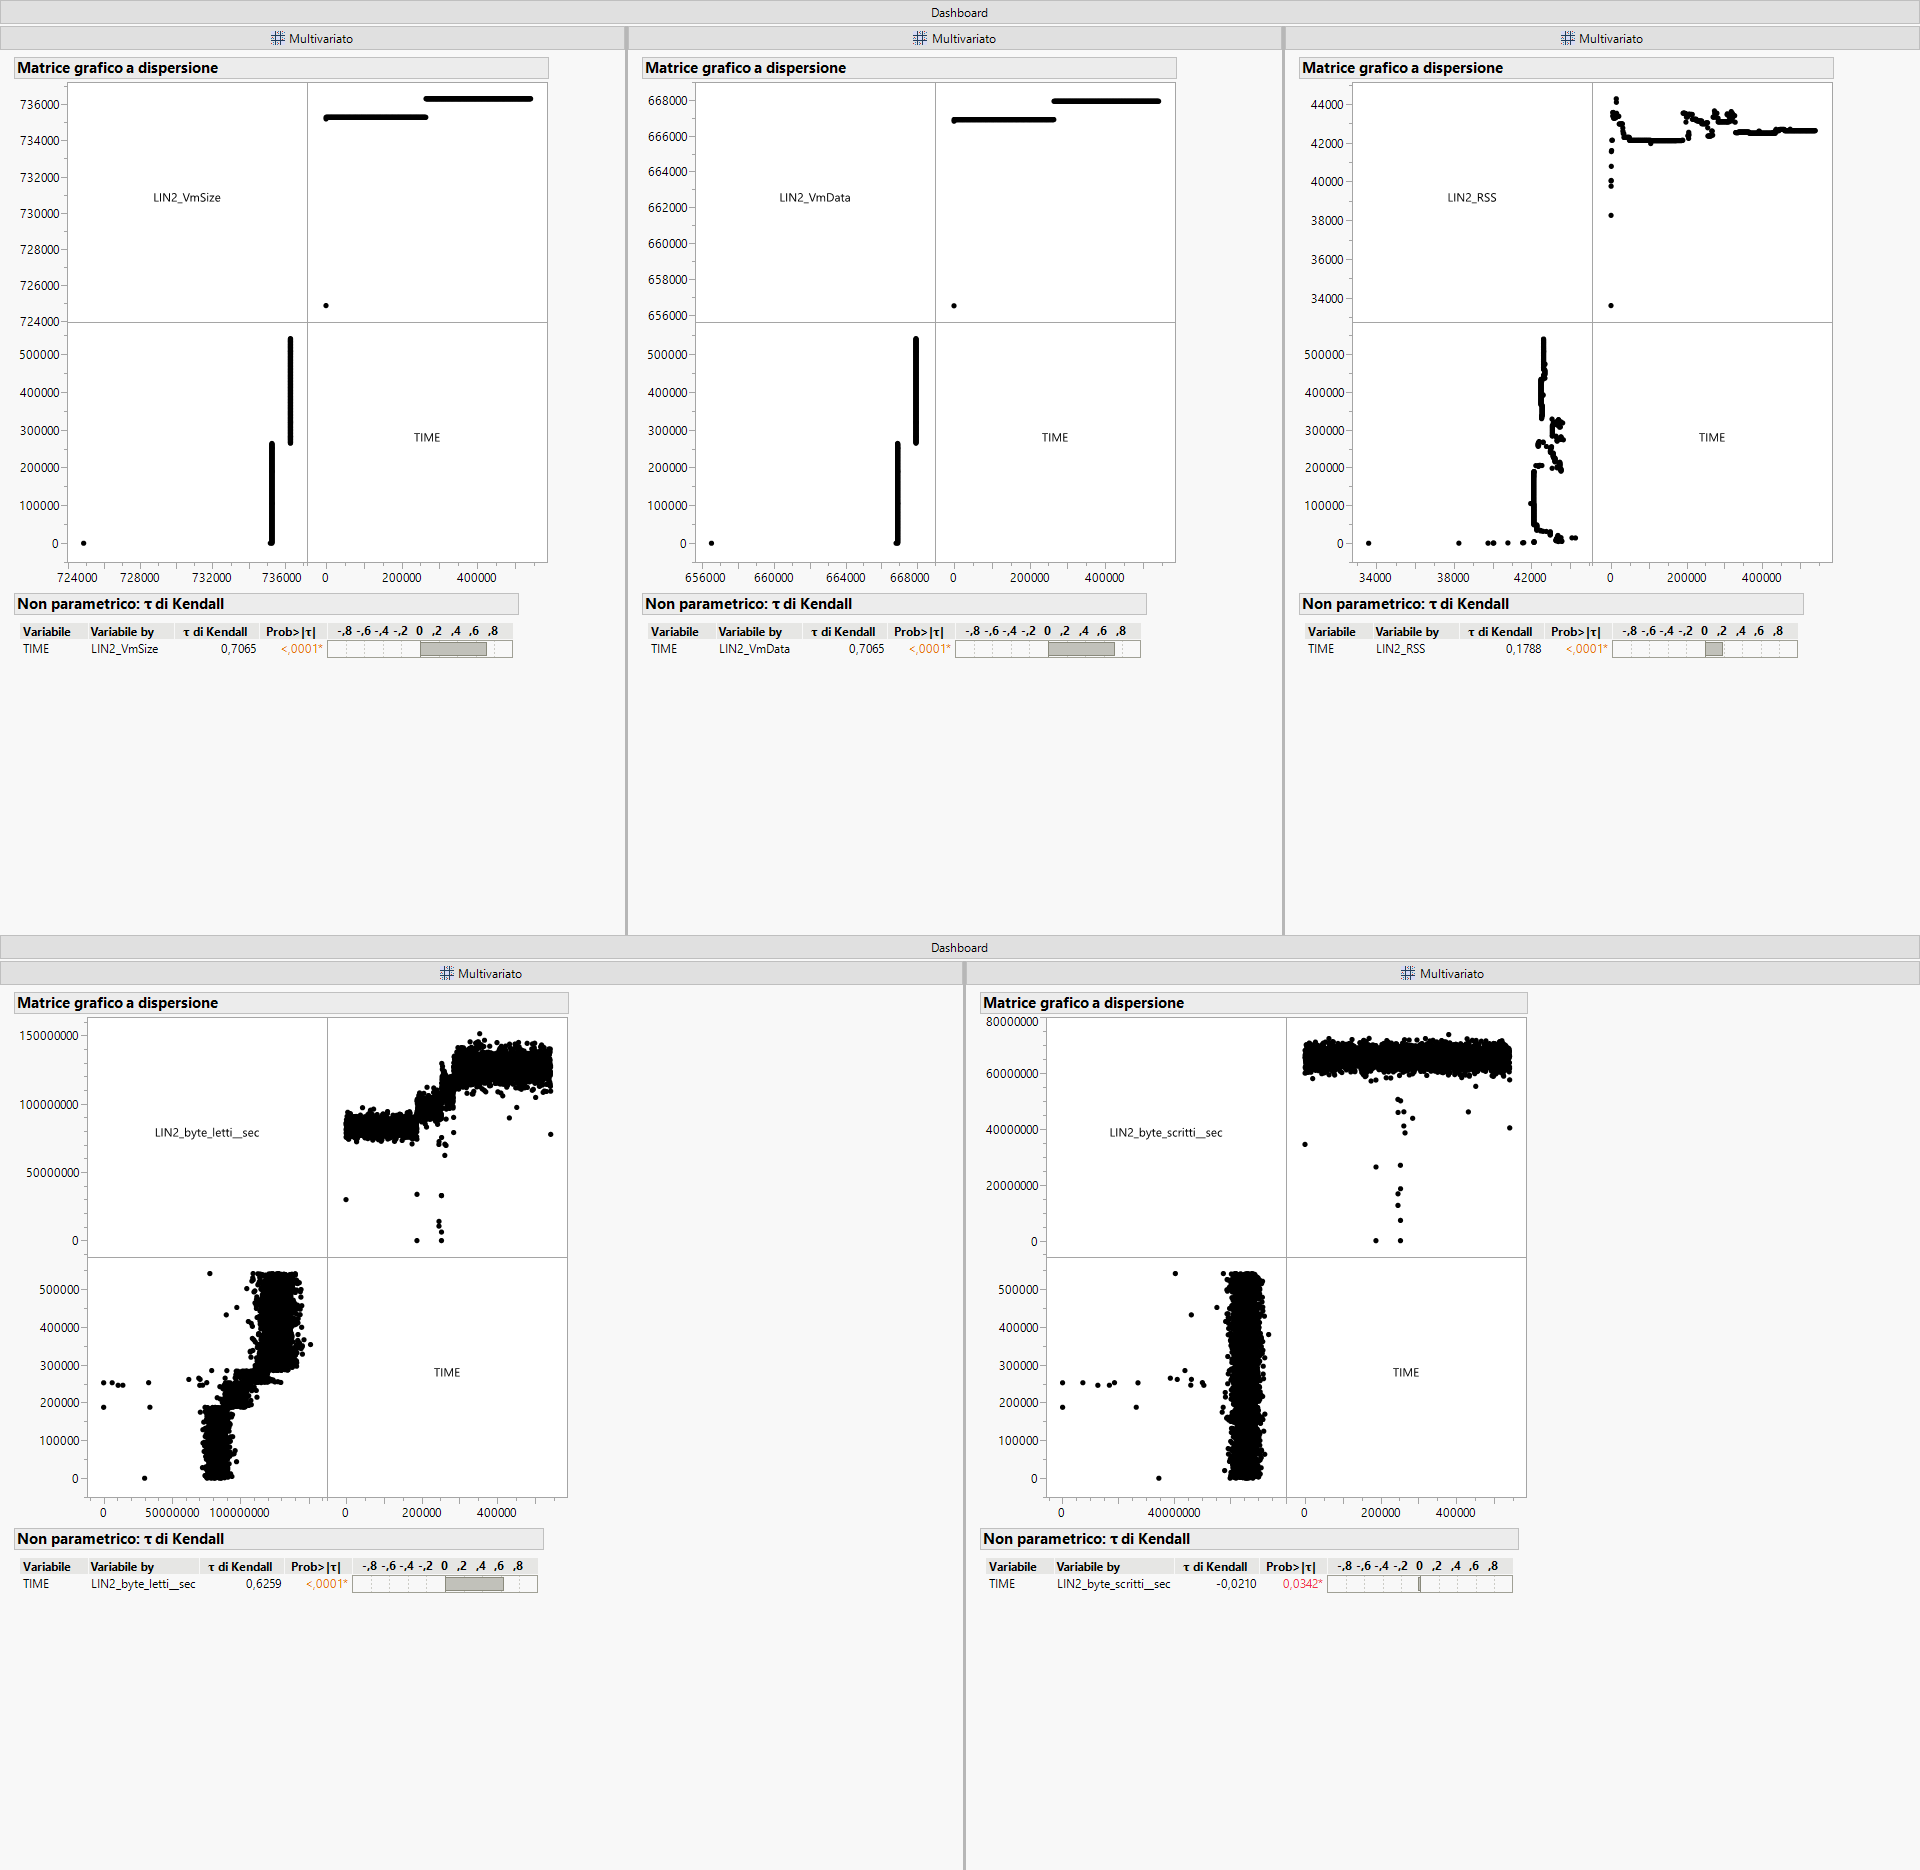 Dashboard
Multivariato
Multivariato
Multivariato
Matrice grafico a dispersione
736000
734000
732000
730000
728000
726000
724000
LIN2_VmSize
500000
400000
300000
200000
100000
0
TIME
724000 728000 732000 736000 0 200000 400000
Non parametrico: τ di Kendall
Variabile Variabile by τ di Kendall Prob>|τ| -,8 -,6 -,4 -,2 0 ,2 ,4 ,6 ,8
TIME LIN2_VmSize 0,7065 <,0001*
Matrice grafico a dispersione
668000
666000
664000
662000
660000
658000
656000
LIN2_VmData
500000
400000
300000
200000
100000
0
TIME
656000 660000 664000 668000 0 200000 400000
Non parametrico: τ di Kendall
Variabile Variabile by τ di Kendall Prob>|τ| -,8 -,6 -,4 -,2 0 ,2 ,4 ,6 ,8
TIME LIN2_VmData 0,7065 <,0001*
Matrice grafico a dispersione
44000
42000
40000
38000
36000
34000
LIN2_RSS
500000
400000
300000
200000
100000
0
TIME
34000 38000 42000 0 200000 400000
Non parametrico: τ di Kendall
Variabile Variabile by τ di Kendall Prob>|τ| -,8 -,6 -,4 -,2 0 ,2 ,4 ,6 ,8
TIME LIN2_RSS 0,1788 <,0001*
Dashboard
Multivariato
Multivariato
Matrice grafico a dispersione
150000000
100000000
50000000
0
LIN2_byte_letti__sec
500000
400000
300000
200000
100000
0
TIME
0 50000000 100000000 0 200000 400000
Non parametrico: τ di Kendall
Variabile Variabile by τ di Kendall Prob>|τ| -,8 -,6 -,4 -,2 0 ,2 ,4 ,6 ,8
TIME LIN2_byte_letti__sec 0,6259 <,0001*
Matrice grafico a dispersione
80000000
60000000
40000000
20000000
0
LIN2_byte_scritti__sec
500000
400000
300000
200000
100000
0
TIME
0 40000000 0 200000 400000
Non parametrico: τ di Kendall
Variabile Variabile by τ di Kendall Prob>|τ| -,8 -,6 -,4 -,2 0 ,2 ,4 ,6 ,8
TIME LIN2_byte_scritti__sec -0,0210 0,0342*